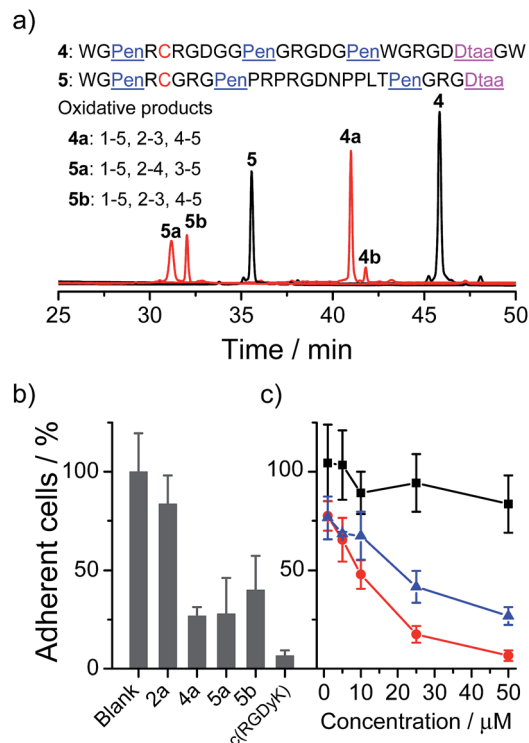 a)
4: WGPenRCRGDGGPenGRGDGPenWGRGDDtaaGW
5: WGPenRCGRGPenPRPRGDNPPLTPenGRGDtaa
Oxidative products
4a: 1-5, 2-3, 4-5
5a: 1-5, 2-4, 3-5
5b: 1-5, 2-3, 4-5
4
5
4a
5a
5b
4b
25 30 35 40 45 50
Time / min
b)
c)
Adherent cells / %
100
50
0
Blank
2a
4a
5a
5b
c(RGDyK)
100
50
0 10 20 30 40 50
Concentration / μM